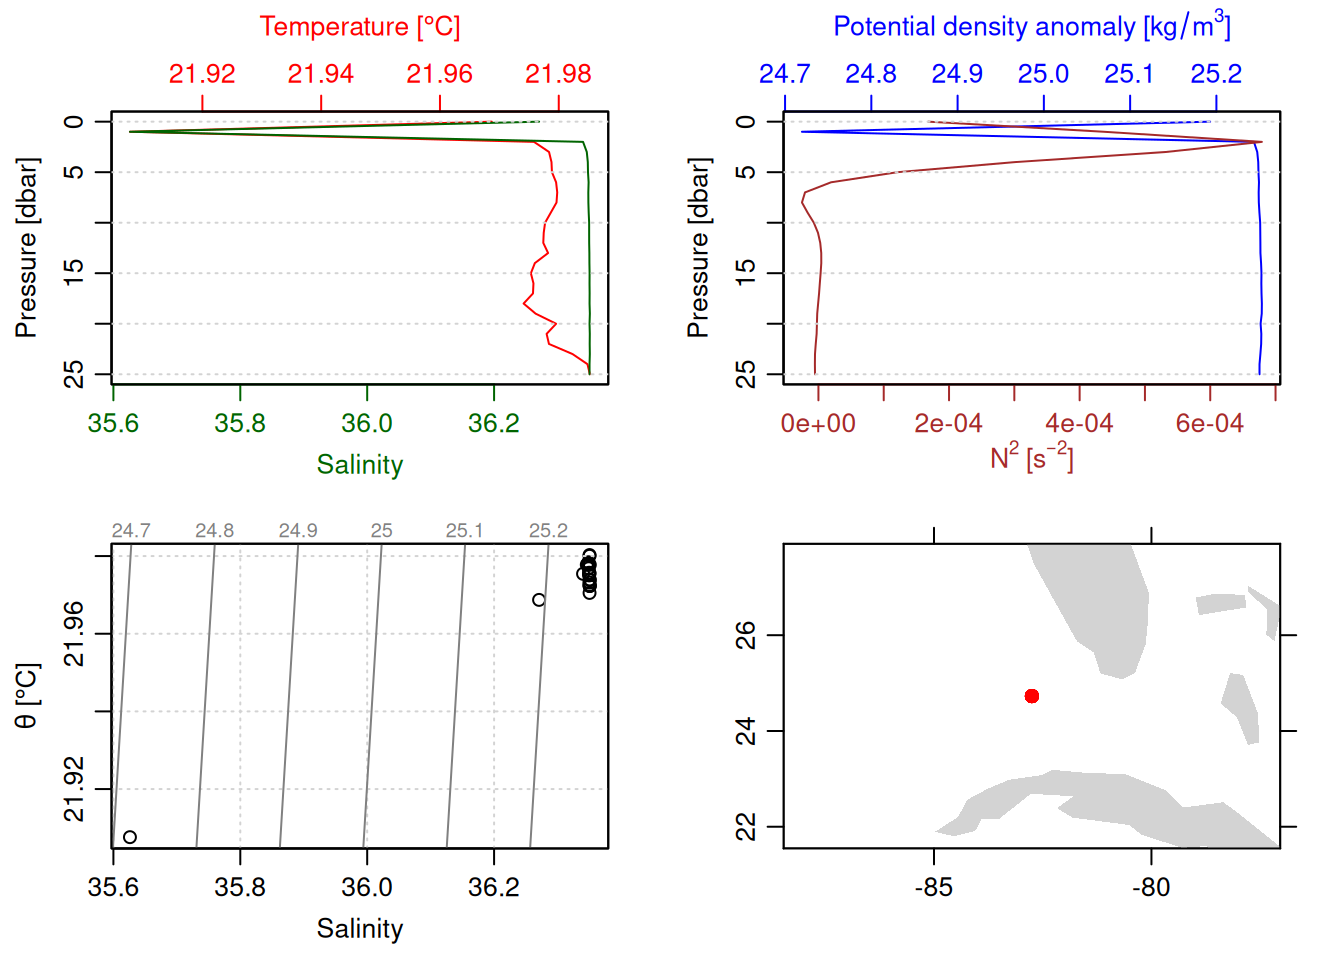 Temperature [°C]
21.92 21.94 21.96 21.98
Pressure [dbar]
0
5
15
25
35.6 35.8 36.0 36.2
Salinity
Potential density anomaly [kg/m³]
24.7 24.8 24.9 25.0 25.1 25.2
Pressure [dbar]
0
5
15
25
0e+00 2e-04 4e-04 6e-04
N² [s⁻²]
24.7 24.8 24.9 25 25.1 25.2
θ [°C]
21.96
21.92
35.6 35.8 36.0 36.2
Salinity
26
24
22
-85 -80